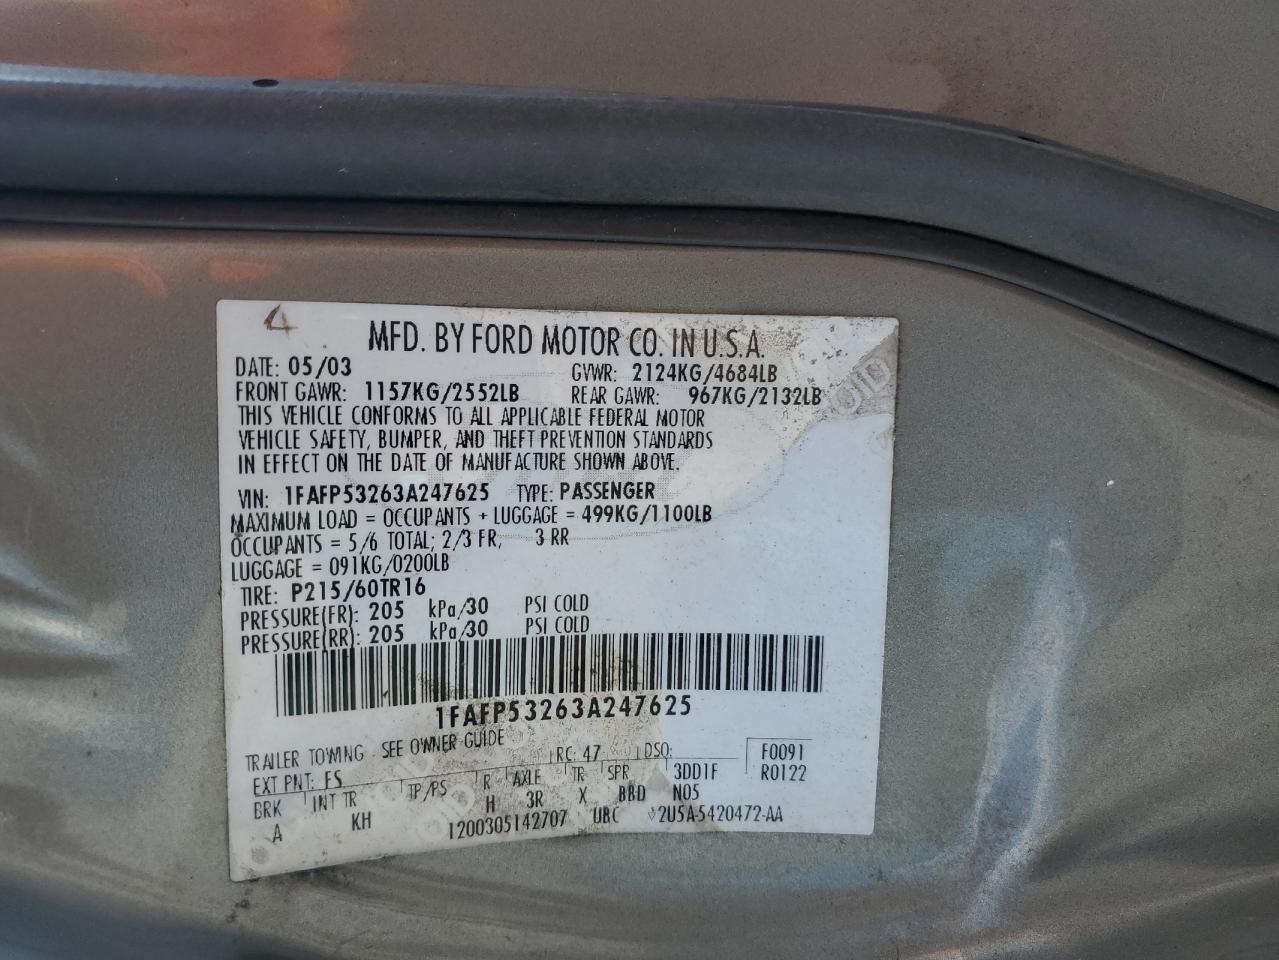 4
MFD. BY FORD MOTOR CO. IN U.S.A.
DATE: 05/03 GVWR: 2124KG/4684LB
FRONT GAWR: 1157KG/2552LB REAR GAWR: 967KG/2132LB
THIS VEHICLE CONFORMS TO ALL APPLICABLE FEDERAL MOTOR
VEHICLE SAFETY, BUMPER, AND THEFT PREVENTION STANDARDS
IN EFFECT ON THE DATE OF MANUFACTURE SHOWN ABOVE.
VIN: 1FAFP53263A247625 TYPE: PASSENGER
MAXIMUM LOAD = OCCUPANTS + LUGGAGE = 499KG/1100LB
OCCUPANTS = 5/6 TOTAL; 2/3 FR, 3 RR
LUGGAGE = 091KG/0200LB
TIRE: P215/60TR16
PRESSURE(FR): 205 kPa/30 PSI COLD
PRESSURE(RR): 205 kPa/30 PSI COLD
1FAFP53263A247625
TRAILER TOWING - SEE OWNER GUIDE
EXT PNT: FS RC: 47 DSO: F0091
BRK INT TR TP/PS R AXLE TR SPR 3DD1F R0122
A KH H 3R X BBD N05
1200305142707 UBC 2U5A-5420472-AA